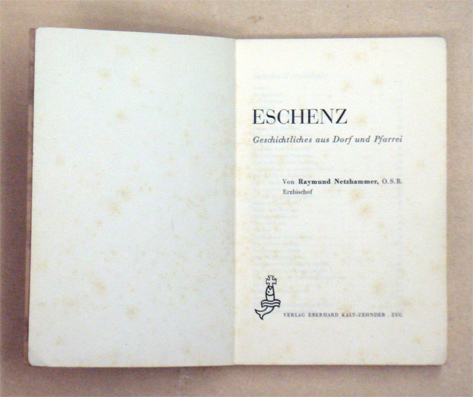 ESCHENZ
Geschichtliches aus Dorf und Pfarrei
Von Raymund Netzhammer, O.S.B.
Erzbischof
VERLAG EBERHARD KALT-ZEHNDER . ZUG